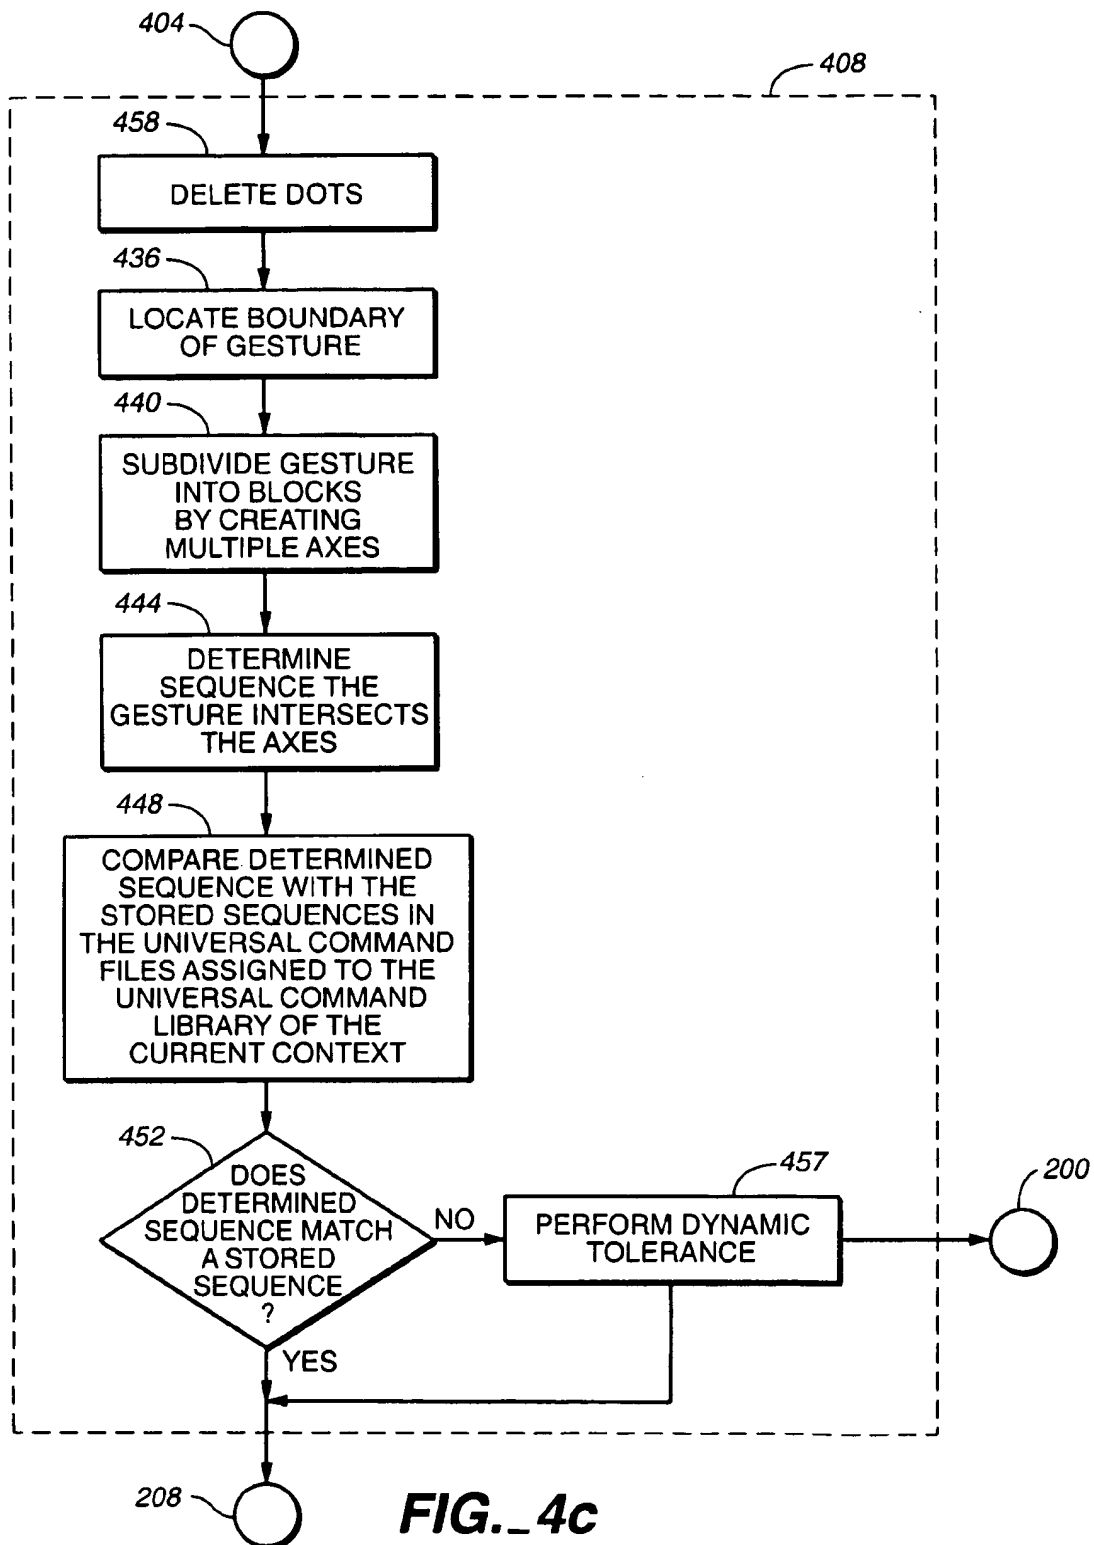 404
408
458
DELETE DOTS
436
LOCATE BOUNDARY
OF GESTURE
440
SUBDIVIDE GESTURE
INTO BLOCKS
BY CREATING
MULTIPLE AXES
444
DETERMINE
SEQUENCE THE
GESTURE INTERSECTS
THE AXES
448
COMPARE DETERMINED
SEQUENCE WITH THE
STORED SEQUENCES IN
THE UNIVERSAL COMMAND
FILES ASSIGNED TO THE
UNIVERSAL COMMAND
LIBRARY OF THE
CURRENT CONTEXT
452
DOES
DETERMINED
SEQUENCE MATCH
A STORED
SEQUENCE
?
NO
YES
457
PERFORM DYNAMIC
TOLERANCE
200
208
FIG._4c